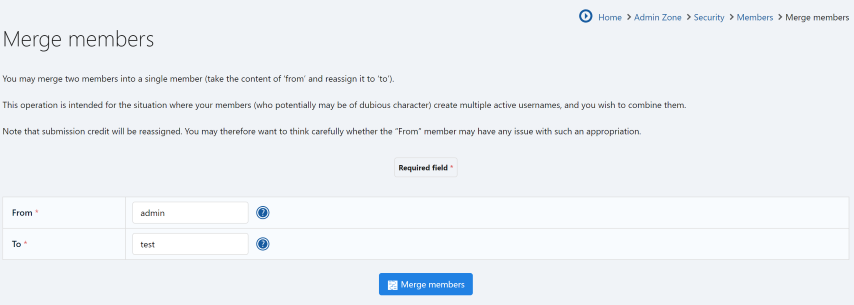 Home > Admin Zone > Security > Members > Merge members
Merge members
You may merge two members into a single member (take the content of 'from' and reassign it to 'to').
This operation is intended for the situation where your members (who potentially may be of dubious character) create multiple active usernames, and you wish to combine them.
Note that submission credit will be reassigned. You may therefore want to think carefully whether the "From" member may have any issue with such an appropriation.
Required field *
From * admin ?
To * test ?
Merge members